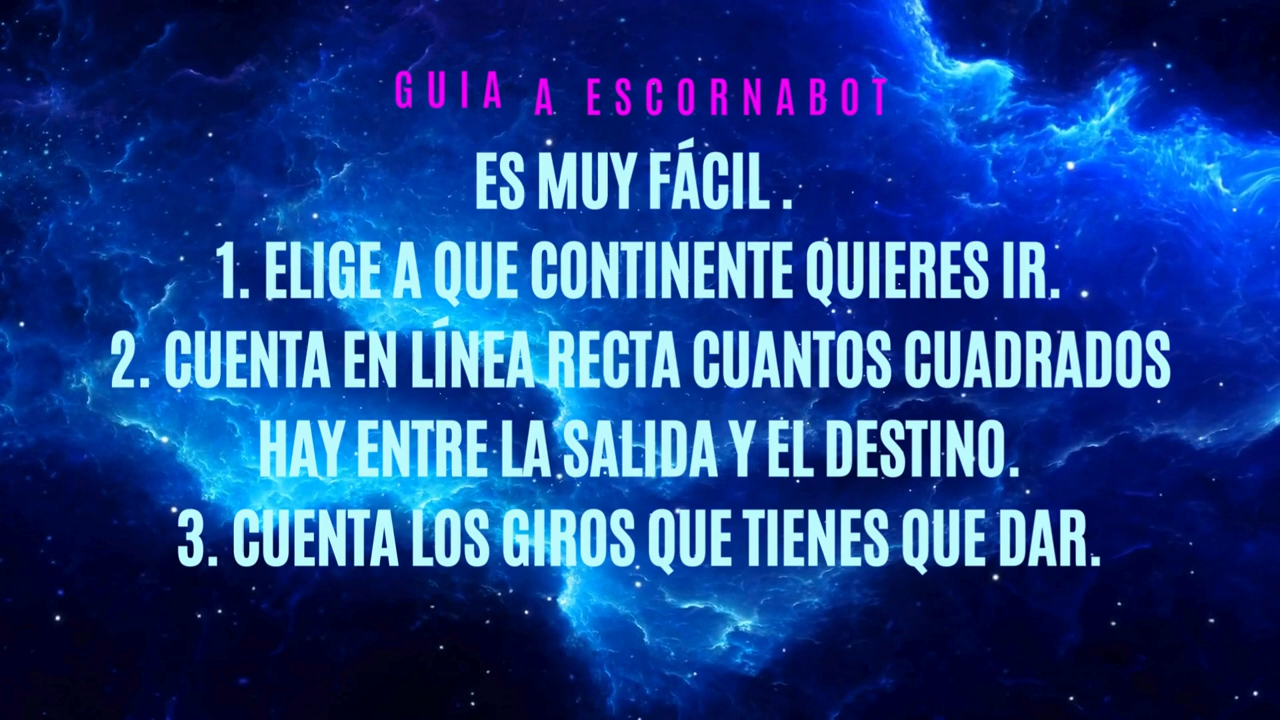 GUIA A ESCORNABOT
ES MUY FÁCIL .
1. ELIGE A QUE CONTINENTE QUIERES IR.
2. CUENTA EN LÍNEA RECTA CUANTOS CUADRADOS
HAY ENTRE LA SALIDA Y EL DESTINO.
3. CUENTA LOS GIROS QUE TIENES QUE DAR.